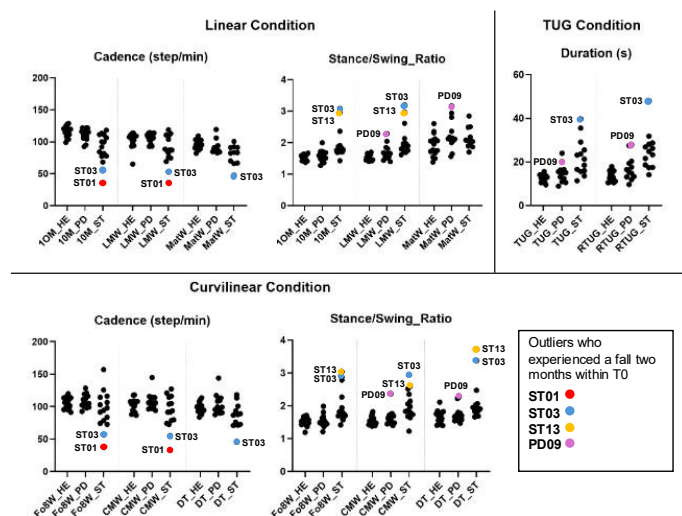 Linear Condition
TUG Condition
Cadence (step/min)
200
150
100
50
0
ST03
ST01
ST03
ST01
ST03
1OM_HE
10M_PD
10M_ST
LMW_HE
LMW_PD
LMW_ST
MatW_HE
MatW_PD
MatW_ST
Stance/Swing_Ratio
4
3
2
1
0
ST03
ST13
PD09
ST03
ST13
PD09
1OM_HE
10M_PD
10M_ST
LMW_HE
LMW_PD
LMW_ST
MatW_HE
MatW_PD
MatW_ST
Duration (s)
60
40
20
0
PD09
ST03
PD09
ST03
TUG_HE
TUG_PD
TUG_ST
RTUG_HE
RTUG_PD
RTUG_ST
Curvilinear Condition
Cadence (step/min)
200
150
100
50
0
ST03
ST01
ST03
ST01
ST03
Fo8W_HE
Fo8W_PD
Fo8W_ST
CMW_HE
CMW_PD
CMW_ST
DT_HE
DT_PD
DT_ST
Stance/Swing_Ratio
4
3
2
1
0
ST13
ST03
PD09
ST03
ST13
PD09
ST13
ST03
Fo8W_HE
Fo8W_PD
Fo8W_ST
CMW_HE
CMW_PD
CMW_ST
DT_HE
DT_PD
DT_ST
Outliers who
experienced a fall two
months within T0
ST01
ST03
ST13
PD09